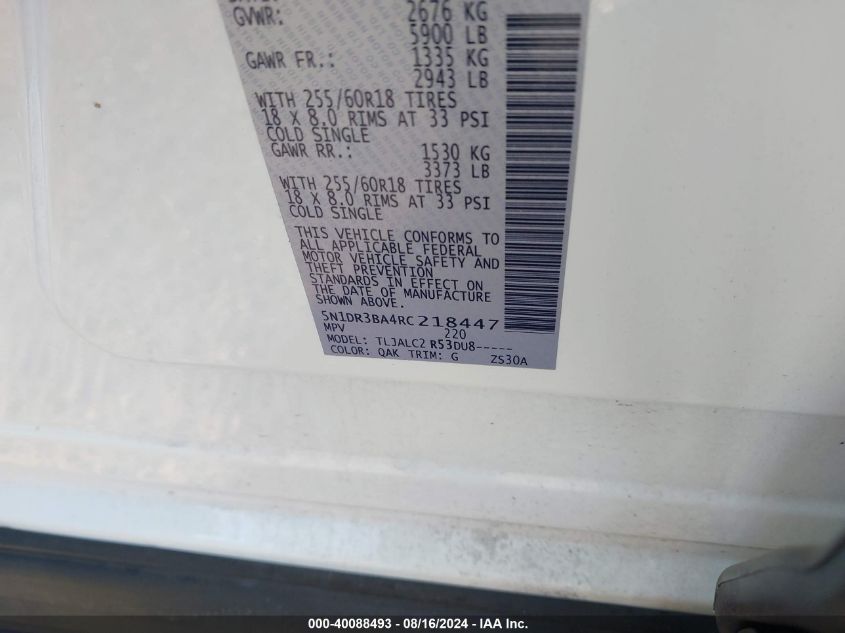 GVWR: 2676 KG
5900 LB
GAWR FR.: 1335 KG
2943 LB
WITH 255/60R18 TIRES
18 X 8.0 RIMS AT 33 PSI
COLD SINGLE
GAWR RR.: 1530 KG
3373 LB
WITH 255/60R18 TIRES
18 X 8.0 RIMS AT 33 PSI
COLD SINGLE
THIS VEHICLE CONFORMS TO
ALL APPLICABLE FEDERAL
MOTOR VEHICLE SAFETY AND
THEFT PREVENTION
STANDARDS IN EFFECT ON
THE DATE OF MANUFACTURE
SHOWN ABOVE.
5N1DR3BA4RC218447
MPV 220
MODEL: TLJALC2 R53DU8-----
COLOR: QAK TRIM: G ZS30A
000-40088493 - 08/16/2024 - IAA Inc.